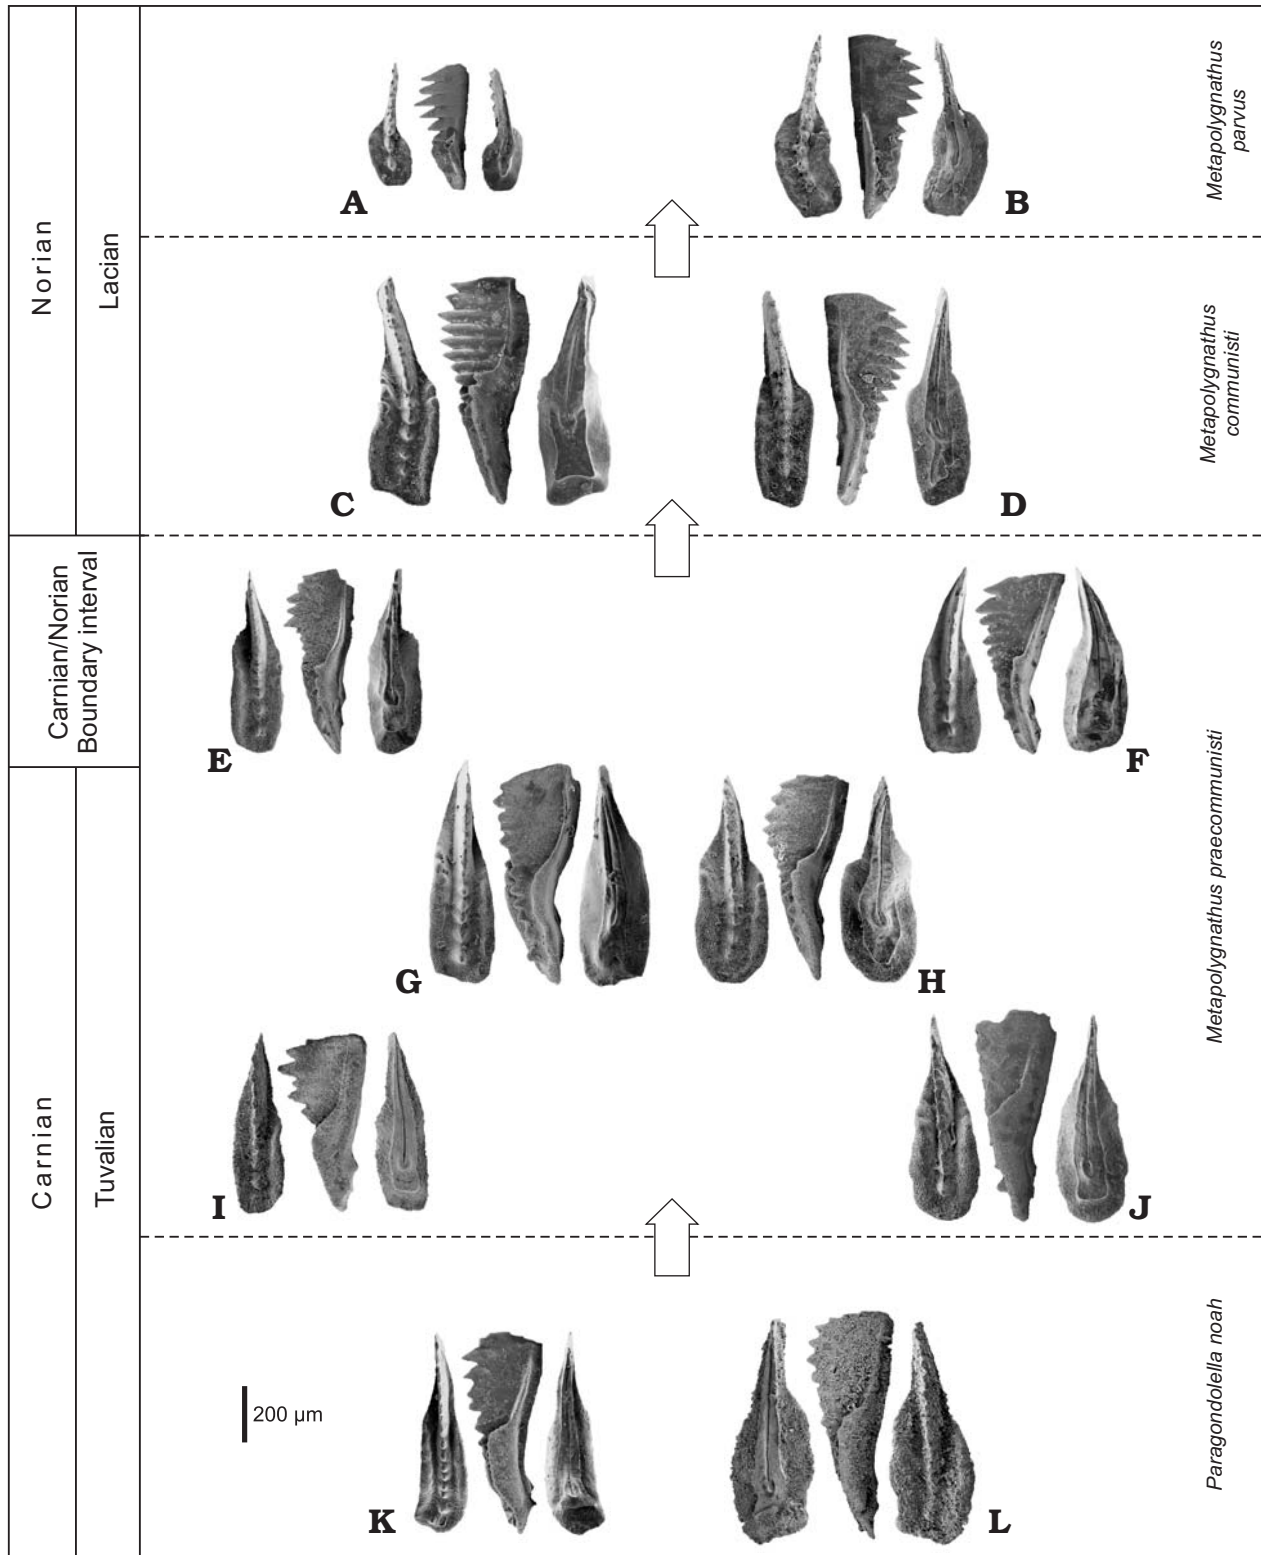 A
B
Metapolygnathus
parvus
Norian
Lacian
C
D
Metapolygnathus
communisti
Carnian/Norian
Boundary interval
E
F
G
H
Metapolygnathus praecommunisti
Carnian
Tuvalian
I
J
200 µm
K
L
Paragondolella noah